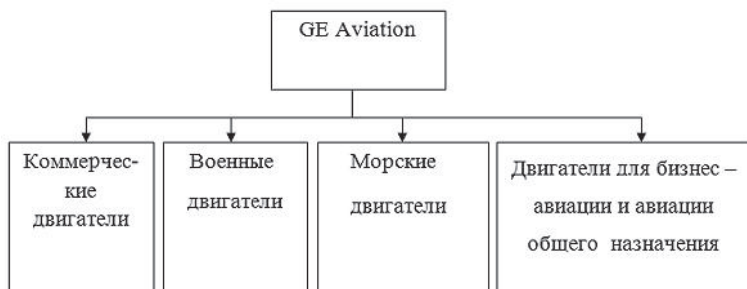 GE Aviation
Коммерчес-
кие
двигатели
Военные
двигатели
Морские
двигатели
Двигатели для бизнес –
авиации и авиации
общего назначения